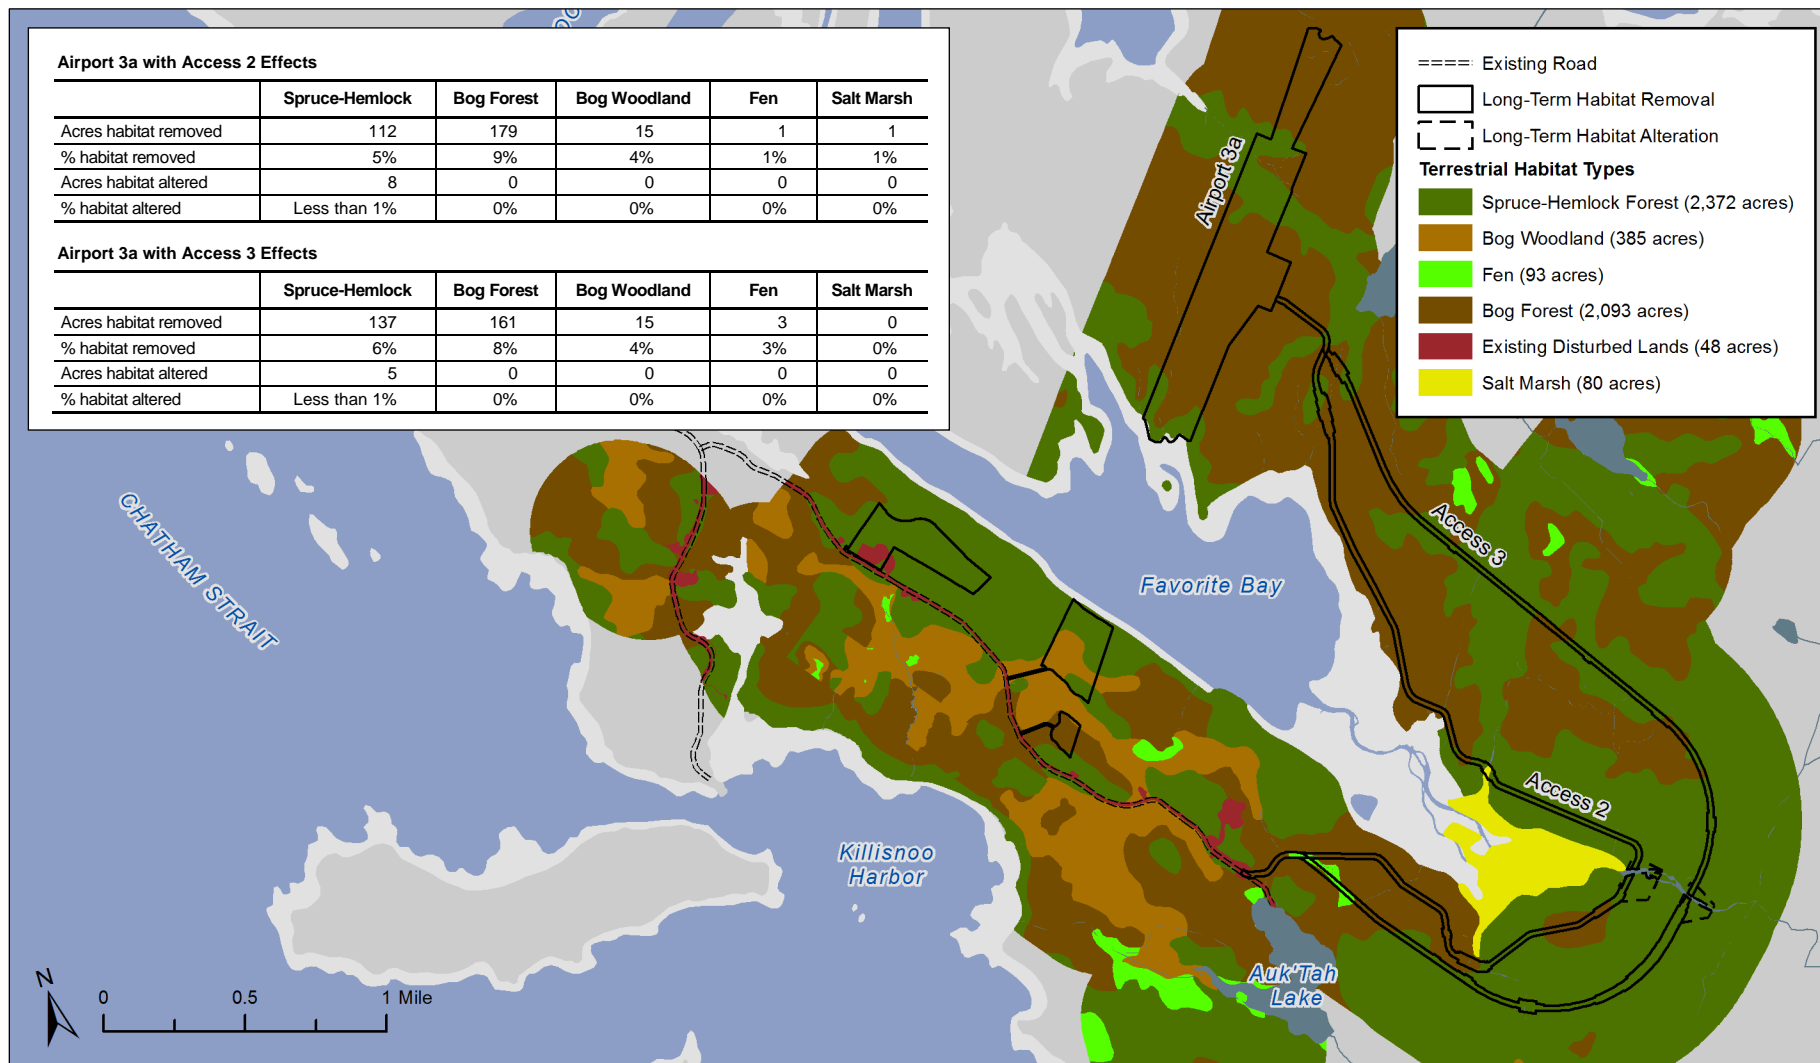 Airport 3a with Access 2 Effects
Spruce-Hemlock Bog Forest Bog Woodland Fen Salt Marsh
Acres habitat removed 112 179 15 1 1
% habitat removed 5% 9% 4% 1% 1%
Acres habitat altered 8 0 0 0 0
% habitat altered Less than 1% 0% 0% 0% 0%
Airport 3a with Access 3 Effects
Spruce-Hemlock Bog Forest Bog Woodland Fen Salt Marsh
Acres habitat removed 137 161 15 3 0
% habitat removed 6% 8% 4% 3% 0%
Acres habitat altered 5 0 0 0 0
% habitat altered Less than 1% 0% 0% 0% 0%
Existing Road
Long-Term Habitat Removal
Long-Term Habitat Alteration
Terrestrial Habitat Types
Spruce-Hemlock Forest (2,372 acres)
Bog Woodland (385 acres)
Fen (93 acres)
Bog Forest (2,093 acres)
Existing Disturbed Lands (48 acres)
Salt Marsh (80 acres)
Airport 3a
CHATHAM STRAIT
Access 3
Favorite Bay
Access 2
Killisnoo
Harbor
Auk'Tah
Lake
N
0 0.5 1 Mile